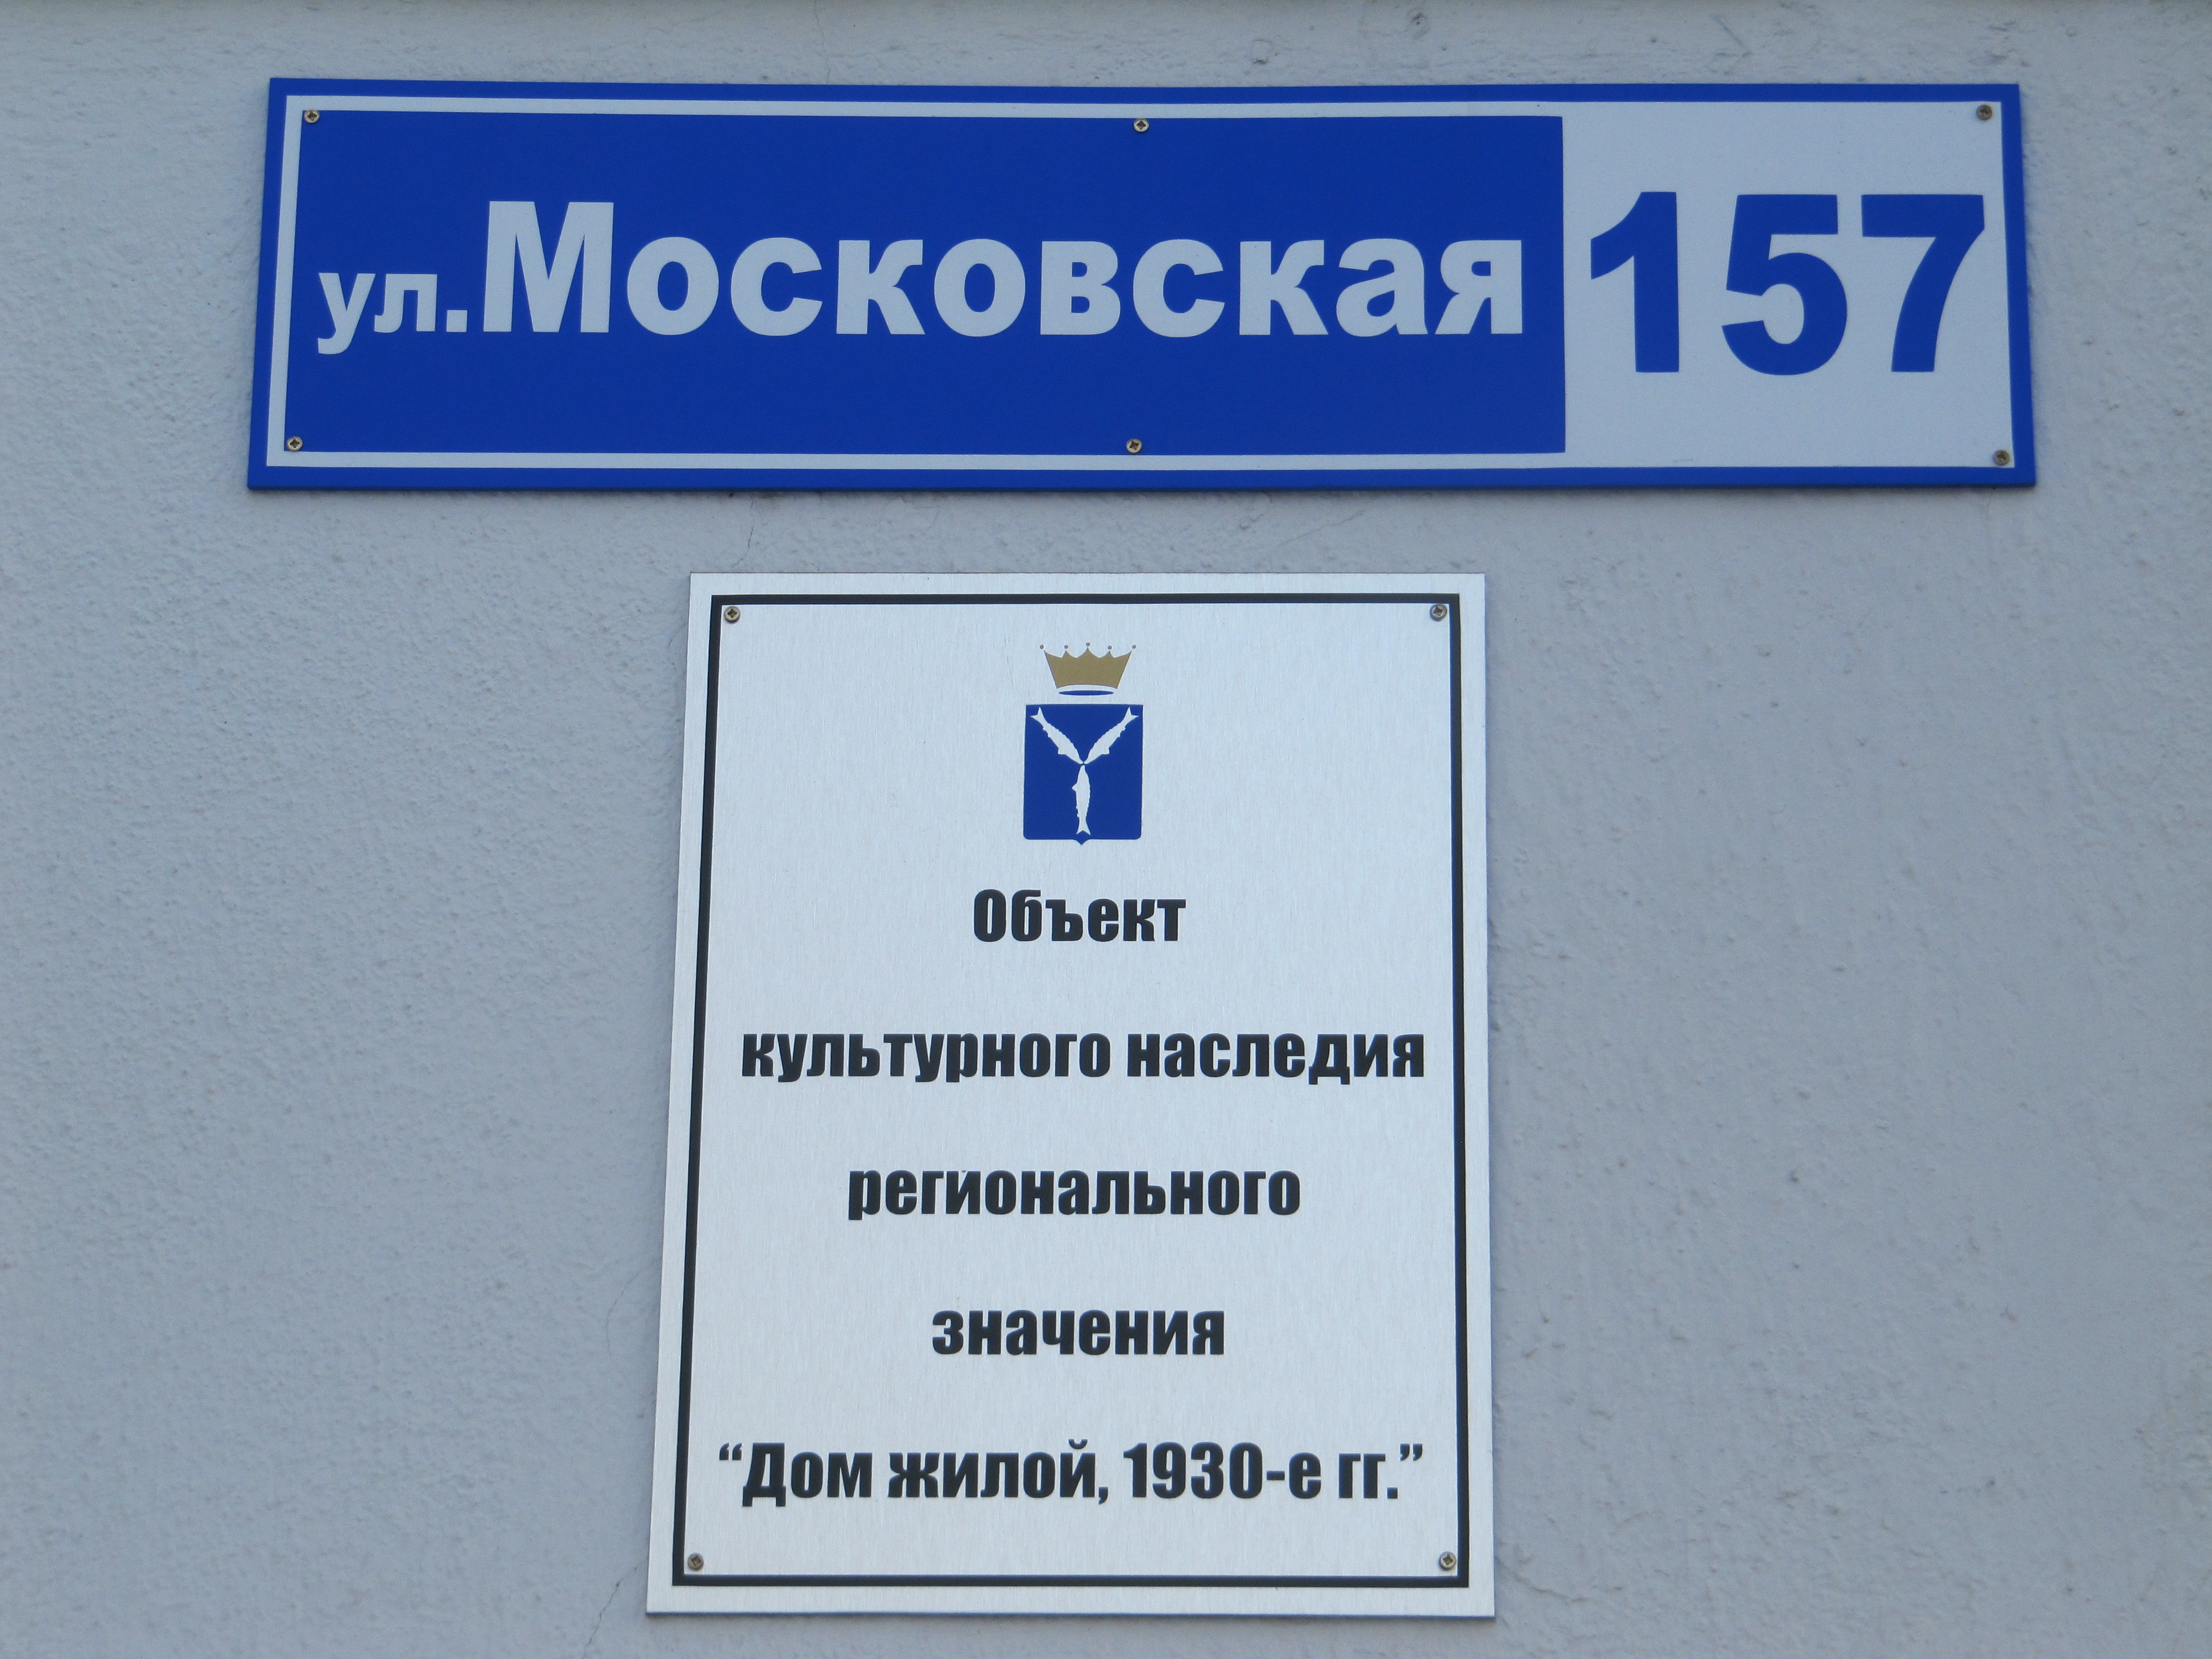 ул.Московская 157
Объект
культурного наследия
регионального
значения
“Дом жилой, 1930-е гг.”